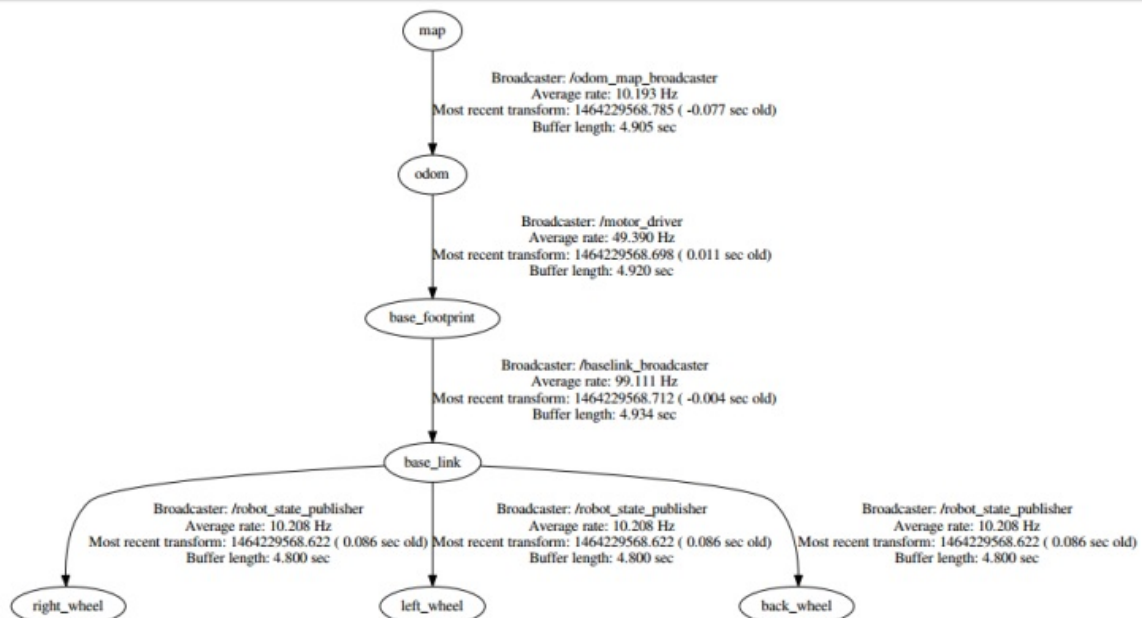 map
Broadcaster: /odom_map_broadcaster
Average rate: 10.193 Hz
Most recent transform: 1464229568.785 ( -0.077 sec old)
Buffer length: 4.905 sec
odom
Broadcaster: /motor_driver
Average rate: 49.390 Hz
Most recent transform: 1464229568.698 ( 0.011 sec old)
Buffer length: 4.920 sec
base_footprint
Broadcaster: /baselink_broadcaster
Average rate: 99.111 Hz
Most recent transform: 1464229568.712 ( -0.004 sec old)
Buffer length: 4.934 sec
base_link
Broadcaster: /robot_state_publisher
Average rate: 10.208 Hz
Most recent transform: 1464229568.622 ( 0.086 sec old)
Buffer length: 4.800 sec
Broadcaster: /robot_state_publisher
Average rate: 10.208 Hz
Most recent transform: 1464229568.622 ( 0.086 sec old)
Buffer length: 4.800 sec
Broadcaster: /robot_state_publisher
Average rate: 10.208 Hz
Most recent transform: 1464229568.622 ( 0.086 sec old)
Buffer length: 4.800 sec
right_wheel
left_wheel
back_wheel